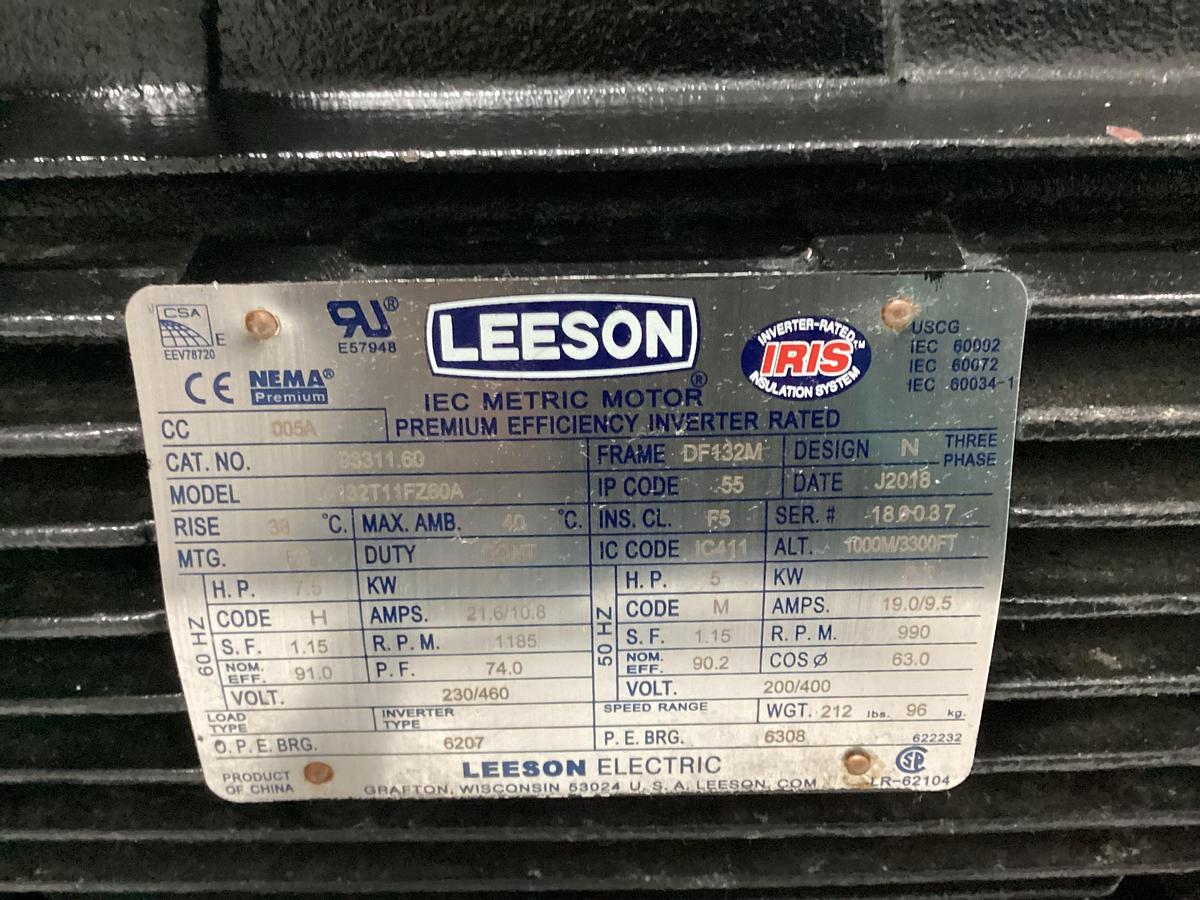 CSA
E
EEV78720
RU®
E57948
LEESON®
INVERTER-RATED
IRIS™
INSULATION SYSTEM
USCG
IEC 60002
IEC 60072
IEC 60034-1
CE NEMA® Premium
IEC METRIC MOTOR
PREMIUM EFFICIENCY INVERTER RATED
CC 005A
CAT. NO. FRAME DF132M DESIGN N THREE PHASE
MODEL 132T11FZ60A IP CODE 55 DATE J2018
RISE 38 °C. MAX. AMB. 40 °C. INS. CL. F5 SER. #
MTG. DUTY CONT IC CODE IC411 ALT. 1000M/3300FT
60 HZ
H. P. 7.5 KW
CODE H AMPS. 21.6/10.8
S. F. 1.15 R. P. M. 1185
NOM. EFF. 91.0 P. F. 74.0
VOLT. 230/460
50 HZ
H. P. 5 KW
CODE M AMPS. 19.0/9.5
S. F. 1.15 R. P. M. 990
NOM. EFF. 90.2 COS Ø 63.0
VOLT. 200/400
LOAD TYPE INVERTER TYPE SPEED RANGE WGT. 212 lbs. 96 kg.
O. P. E. BRG. 6207 P. E. BRG. 6308 622232
PRODUCT OF CHINA
LEESON ELECTRIC
GRAFTON, WISCONSIN 53024 U. S. A. LEESON. COM
LR-62104